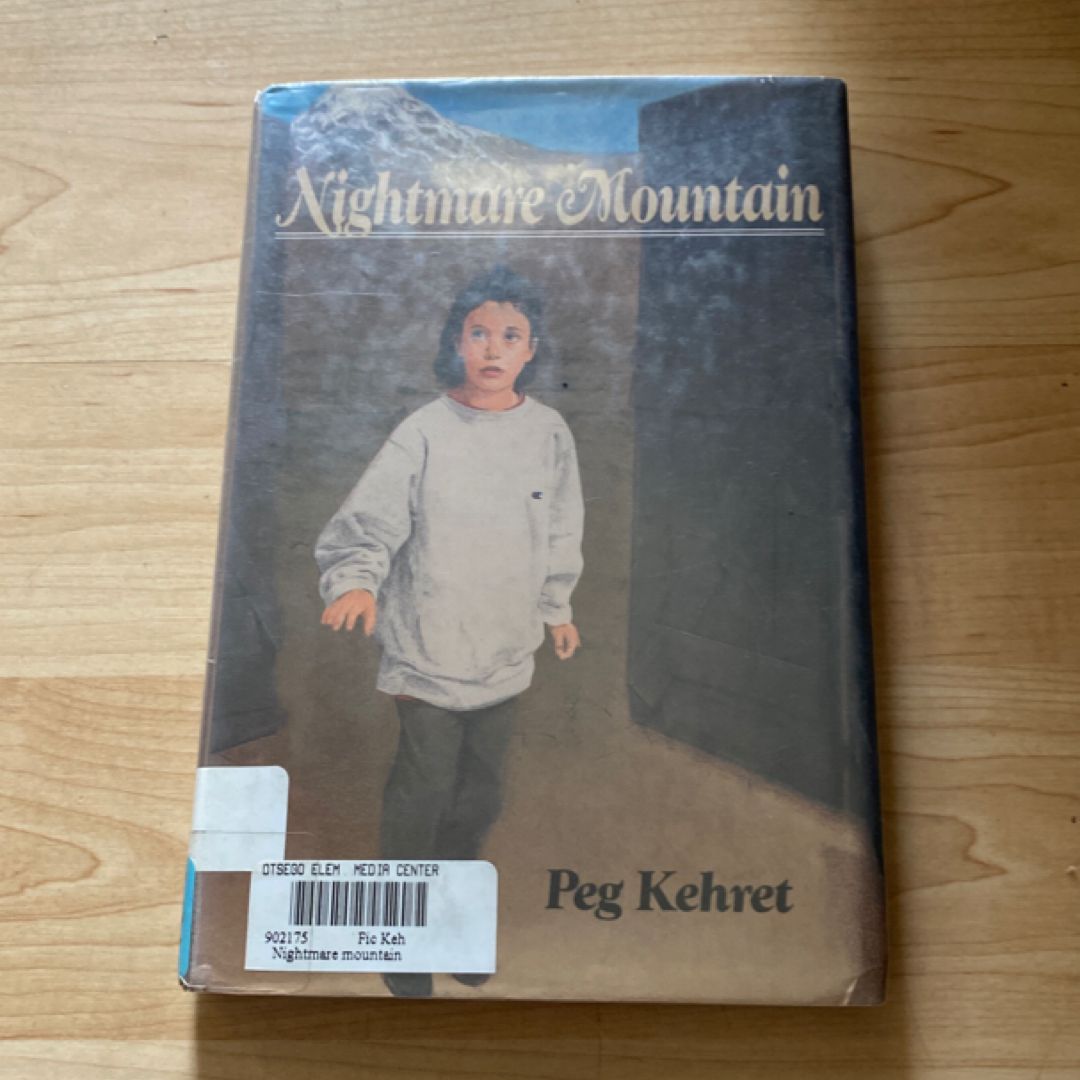 Nightmare Mountain
OTSEGO ELEM. MEDIA CENTER
902175 Fic Keh
Nightmare mountain
Peg Kehret